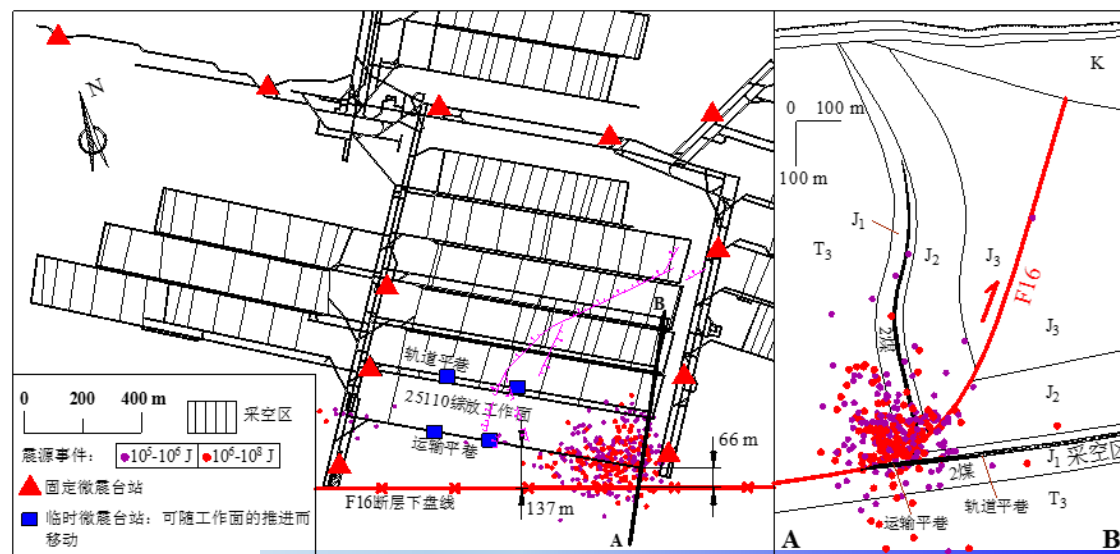 N
B
轨道平巷
25110综放工作面
运输平巷
66 m
F16断层下盘线
137 m
A
0 200 400 m
采空区
震源事件：
10⁵-10⁶ J
10⁶-10⁸ J
固定微震台站
临时微震台站：可随工作面的推进而
移动
K
0 100 m
100 m
J₁
T₃
J₂
J₃
F16
J₃
2煤
J₂
J₁
采空区
2煤
T₃
轨道平巷
运输平巷
A
B